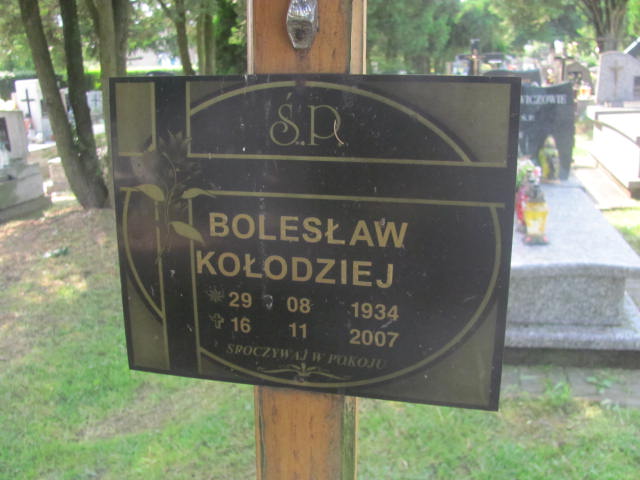 Ś.P.
BOLESŁAW
KOŁODZIEJ
29 08 1934
16 11 2007
SPOCZYWAJ W POKOJU